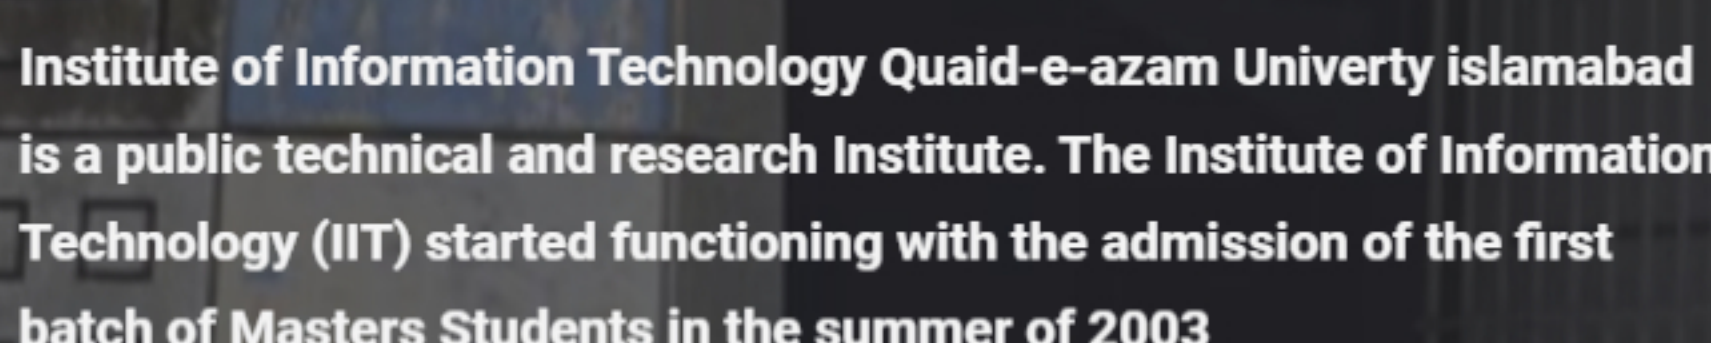 Institute of Information Technology Quaid-e-azam Univerty islamabad
is a public technical and research Institute. The Institute of Information
Technology (IIT) started functioning with the admission of the first
batch of Masters Students in the summer of 2003